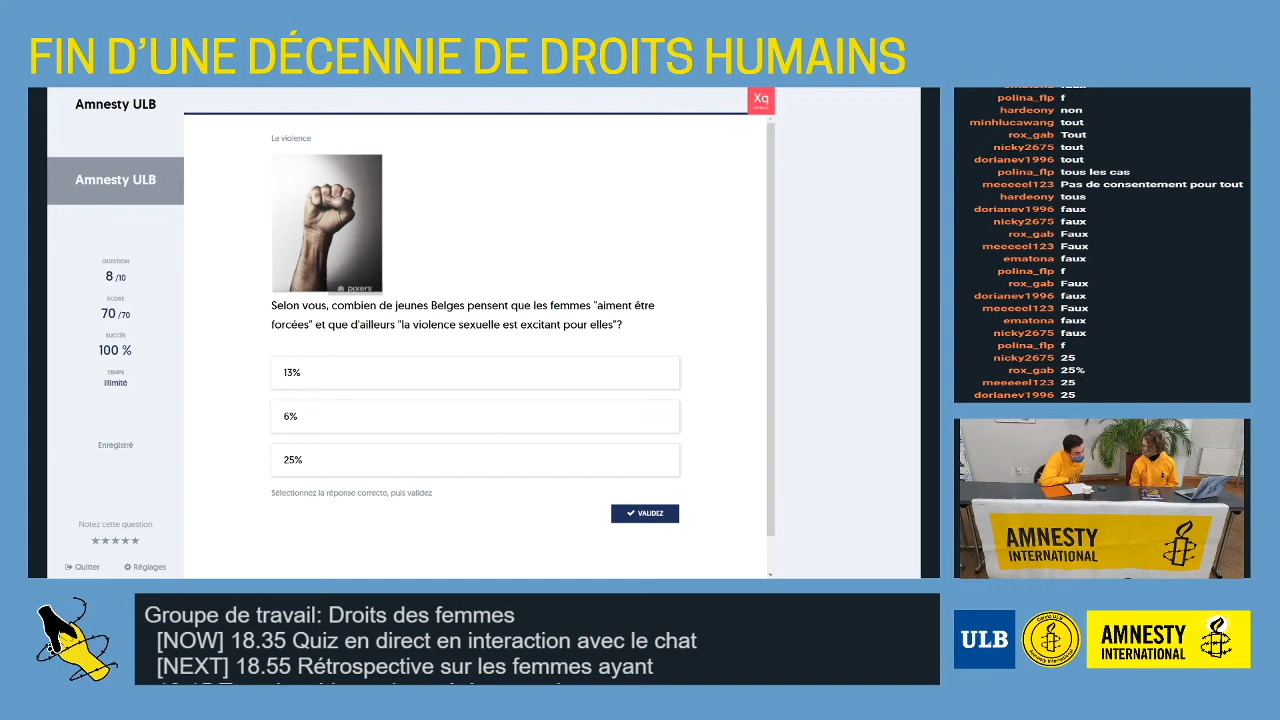 FIN D'UNE DÉCENNIE DE DROITS HUMAINS
Amnesty ULB
Xq
Amnesty ULB
QUESTION
8 /10
SCORE
70 /70
SUCCÈS
100 %
TEMPS
Illimité
Enregistré
Notez cette question
★★★★★
Quitter
Réglages
La violence
pixers
Selon vous, combien de jeunes Belges pensent que les femmes "aiment être
forcées" et que d'ailleurs "la violence sexuelle est excitant pour elles"?
13%
6%
25%
Sélectionnez la réponse correcte, puis validez
VALIDEZ
polina_flp f
hardeony non
minhlucawang tout
rox_gab Tout
nicky2675 tout
dorianev1996 tout
polina_flp tous les cas
meeeeel123 Pas de consentement pour tout
hardeony tous
dorianev1996 faux
nicky2675 faux
rox_gab Faux
meeeeel123 Faux
ematona faux
polina_flp f
rox_gab Faux
dorianev1996 faux
meeeeel123 Faux
ematona faux
nicky2675 faux
polina_flp f
nicky2675 25
rox_gab 25%
meeeeel123 25
dorianev1996 25
AMNESTY
INTERNATIONAL
Groupe de travail: Droits des femmes
[NOW] 18.35 Quiz en direct en interaction avec le chat
[NEXT] 18.55 Rétrospective sur les femmes ayant
ULB
AMNESTY
INTERNATIONAL